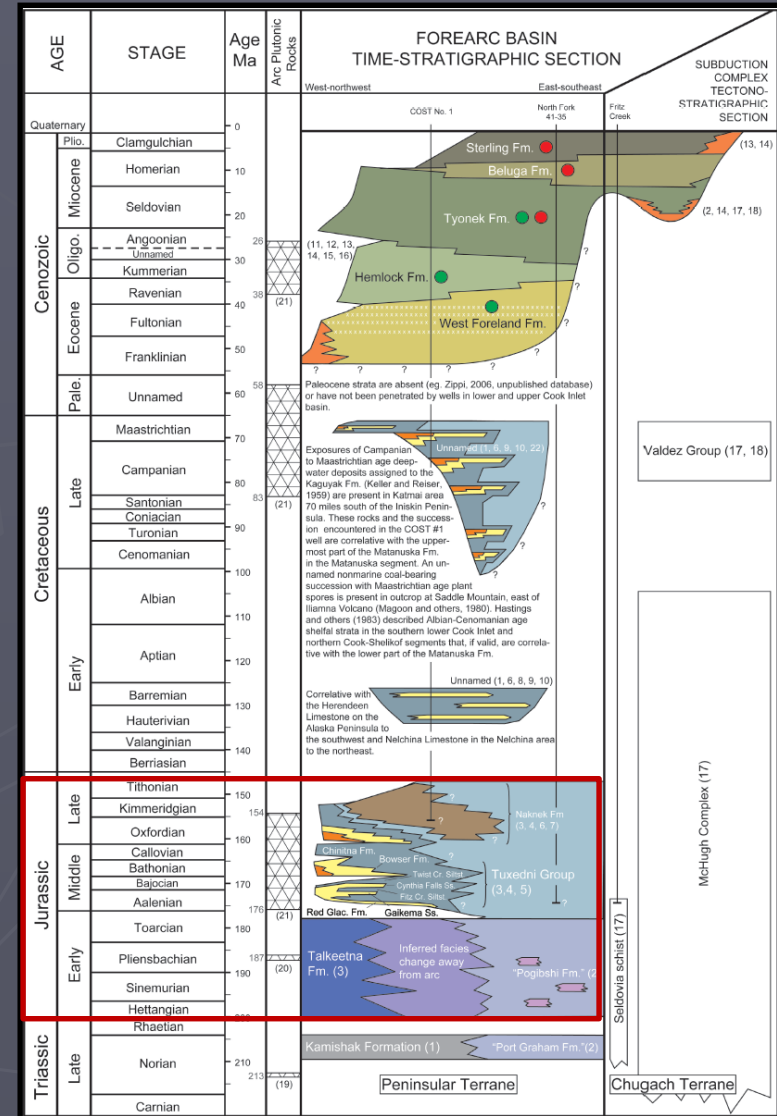 AGE
STAGE
Age
Ma
Arc Plutonic
Rocks
FOREARC BASIN
TIME-STRATIGRAPHIC SECTION
West-northwest
East-southeast
SUBDUCTION
COMPLEX
TECTONO-
STRATIGRAPHIC
SECTION
COST No. 1
North Fork
41-35
Fritz
Creek
Quaternary
Cenozoic
Plio.
Miocene
Oligo.
Eocene
Pale.
Clamgulchian
Homerian
Seldovian
Angoonian
Unnamed
Kummerian
Ravenian
Fultonian
Franklinian
Unnamed
Cretaceous
Late
Early
Maastrichtian
Campanian
Santonian
Coniacian
Turonian
Cenomanian
Albian
Aptian
Barremian
Hauterivian
Valanginian
Berriasian
Jurassic
Late
Middle
Early
Tithonian
Kimmeridgian
Oxfordian
Callovian
Bathonian
Bajocian
Aalenian
Toarcian
Pliensbachian
Sinemurian
Hettangian
Triassic
Late
Rhaetian
Norian
Carnian
0
10
20
26
30
38
40
50
58
60
70
80
83
90
100
110
120
130
140
150
154
160
170
176
180
187
190
210
213
(21)
(21)
(21)
(20)
(19)
Sterling Fm.
Beluga Fm.
Tyonek Fm.
Hemlock Fm.
West Foreland Fm.
(13, 14)
(2, 14, 17, 18)
(11, 12, 13,
14, 15, 16)
?
?
?
? ? ? ? ? ?
Paleocene strata are absent (eg. Zippi, 2006, unpublished database)
or have not been penetrated by wells in lower and upper Cook Inlet
basin.
Unnamed (1, 6, 9, 10, 22)
Exposures of Campanian
to Maastrichtian age deep-
water deposits assigned to the
Kaguyak Fm. (Keller and Reiser,
1959) are present in Katmai area
70 miles south of the Iniskin Penin-
sula. These rocks and the success-
ion encountered in the COST #1
well are correlative with the upper-
most part of the Matanuska Fm.
in the Matanuska segment. An un-
named nonmarine coal-bearing
succession with Maastrichtian age plant
spores is present in outcrop at Saddle Mountain, east of
Iliamna Volcano (Magoon and others, 1980). Hastings
and others (1983) described Albian-Cenomanian age
shelfal strata in the southern lower Cook Inlet and
northern Cook-Shelikof segments that, if valid, are correla-
tive with the lower part of the Matanuska Fm.
?
?
Unnamed (1, 6, 8, 9, 10)
Correlative with
the Herendeen
Limestone on the
Alaska Peninsula to
the southwest and Nelchina Limestone in the Nelchina area
to the northeast.
?
?
Naknek Fm
(3, 4, 6, 7)
Chinitna Fm.
Bowser Fm.
?
Twist Cr. Siltst.
Cynthia Falls Ss.
Fitz Cr. Siltst.
Tuxedni Group
(3,4, 5)
?
?
Red Glac. Fm.
Gaikema Ss.
Talkeetna
Fm. (3)
Inferred facies
change away
from arc
"Pogibshi Fm." (2
Kamishak Formation (1)
"Port Graham Fm."(2)
Peninsular Terrane
Chugach Terrane
Valdez Group (17, 18)
McHugh Complex (17)
Seldovia schist (17)